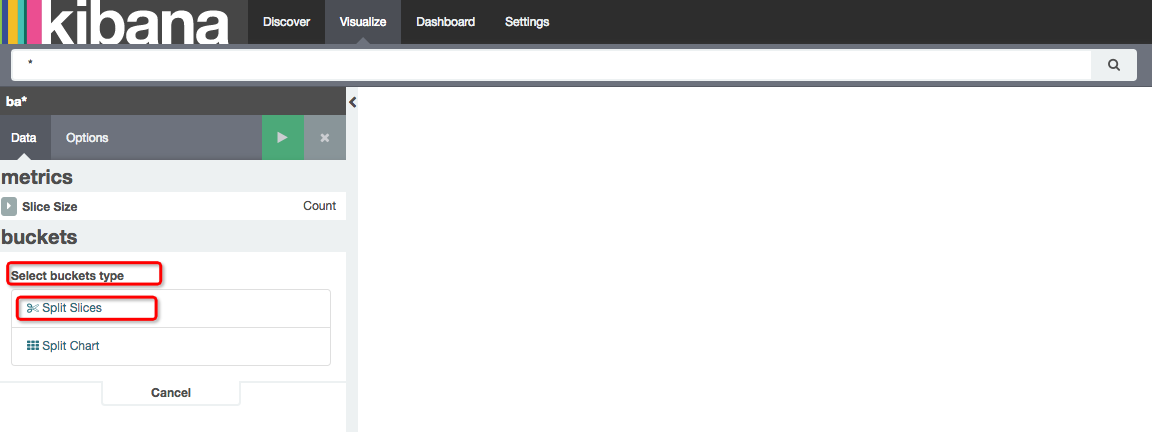 kibana Discover Visualize Dashboard Settings
*
ba*
Data Options
metrics
Slice Size Count
buckets
Select buckets type
Split Slices
Split Chart
Cancel